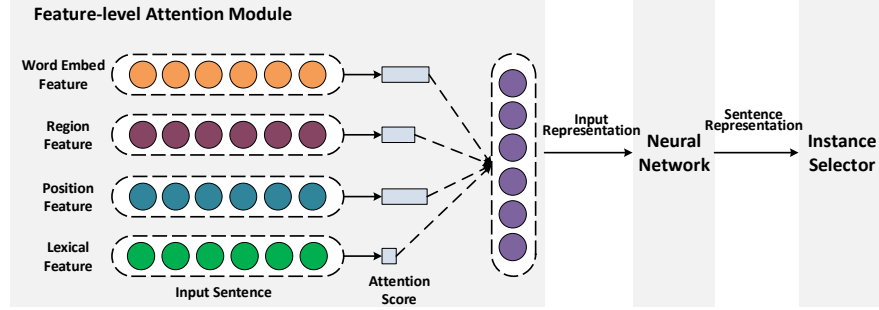 Feature-level Attention Module
Word Embed
Feature
Region
Feature
Position
Feature
Lexical
Feature
Input Sentence
Attention
Score
Input
Representation
Neural
Network
Sentence
Representation
Instance
Selector